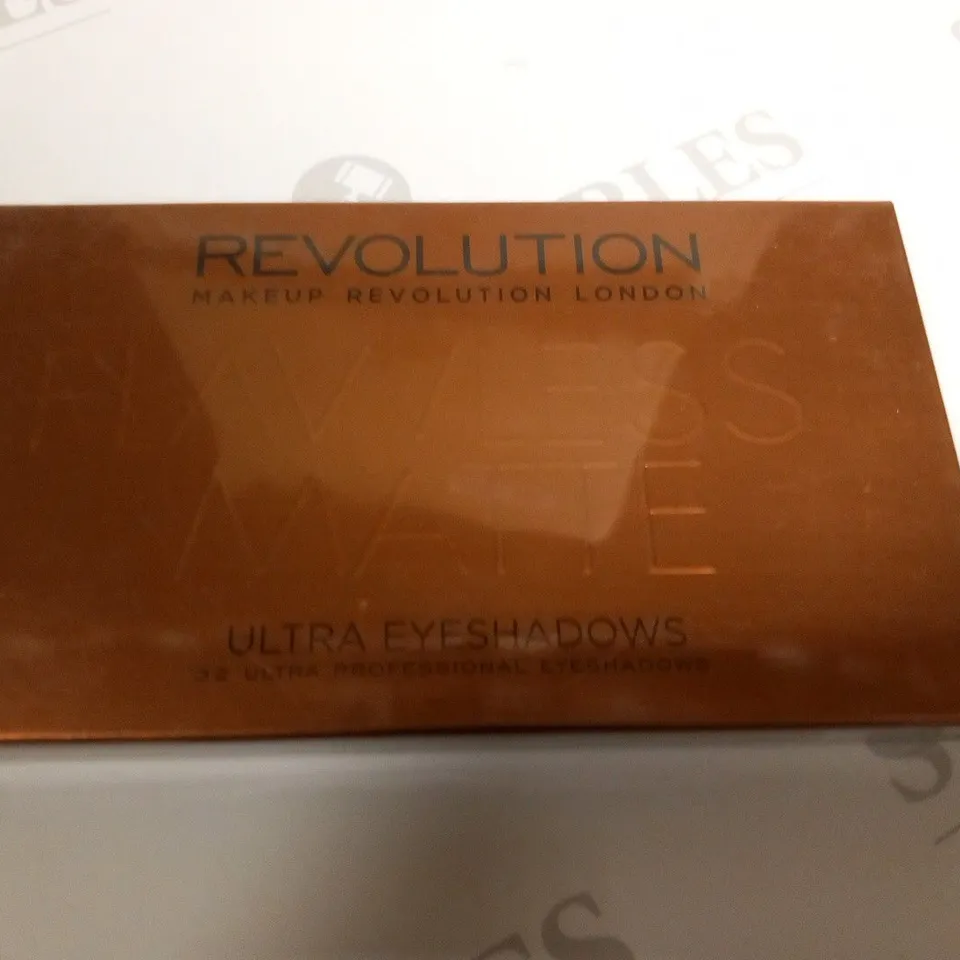 REVOLUTION
MAKEUP REVOLUTION LONDON
FLAWLESS
MATTE
ULTRA EYESHADOWS
32 ULTRA PROFESSIONAL EYESHADOWS